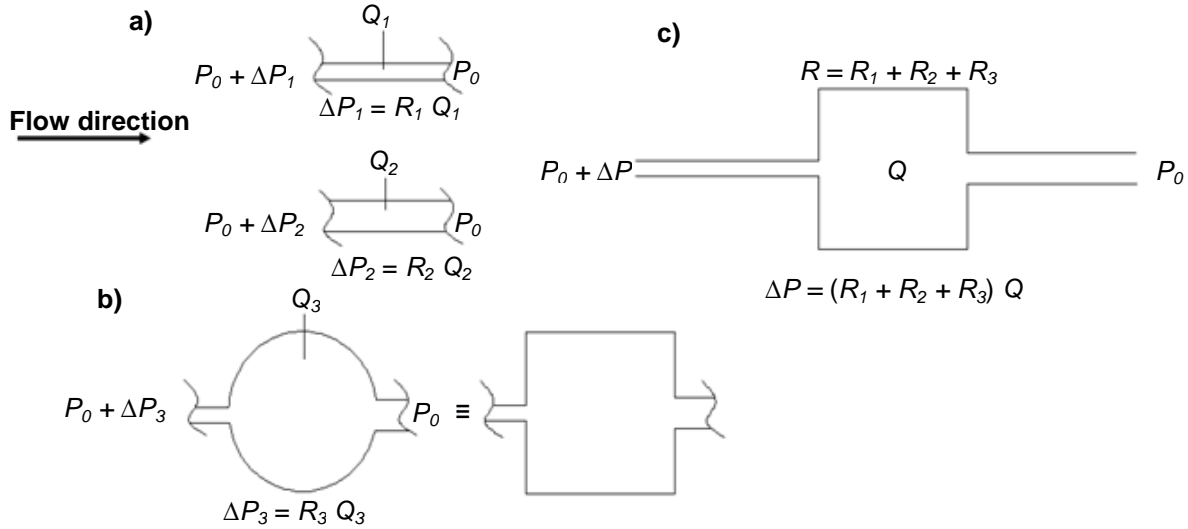 a)
Q₁
P₀ + ΔP₁
P₀
ΔP₁ = R₁ Q₁
Flow direction
Q₂
P₀ + ΔP₂
P₀
ΔP₂ = R₂ Q₂
b)
Q₃
P₀ + ΔP₃
P₀ ≡
ΔP₃ = R₃ Q₃
c)
R = R₁ + R₂ + R₃
P₀ + ΔP
Q
P₀
ΔP = (R₁ + R₂ + R₃) Q